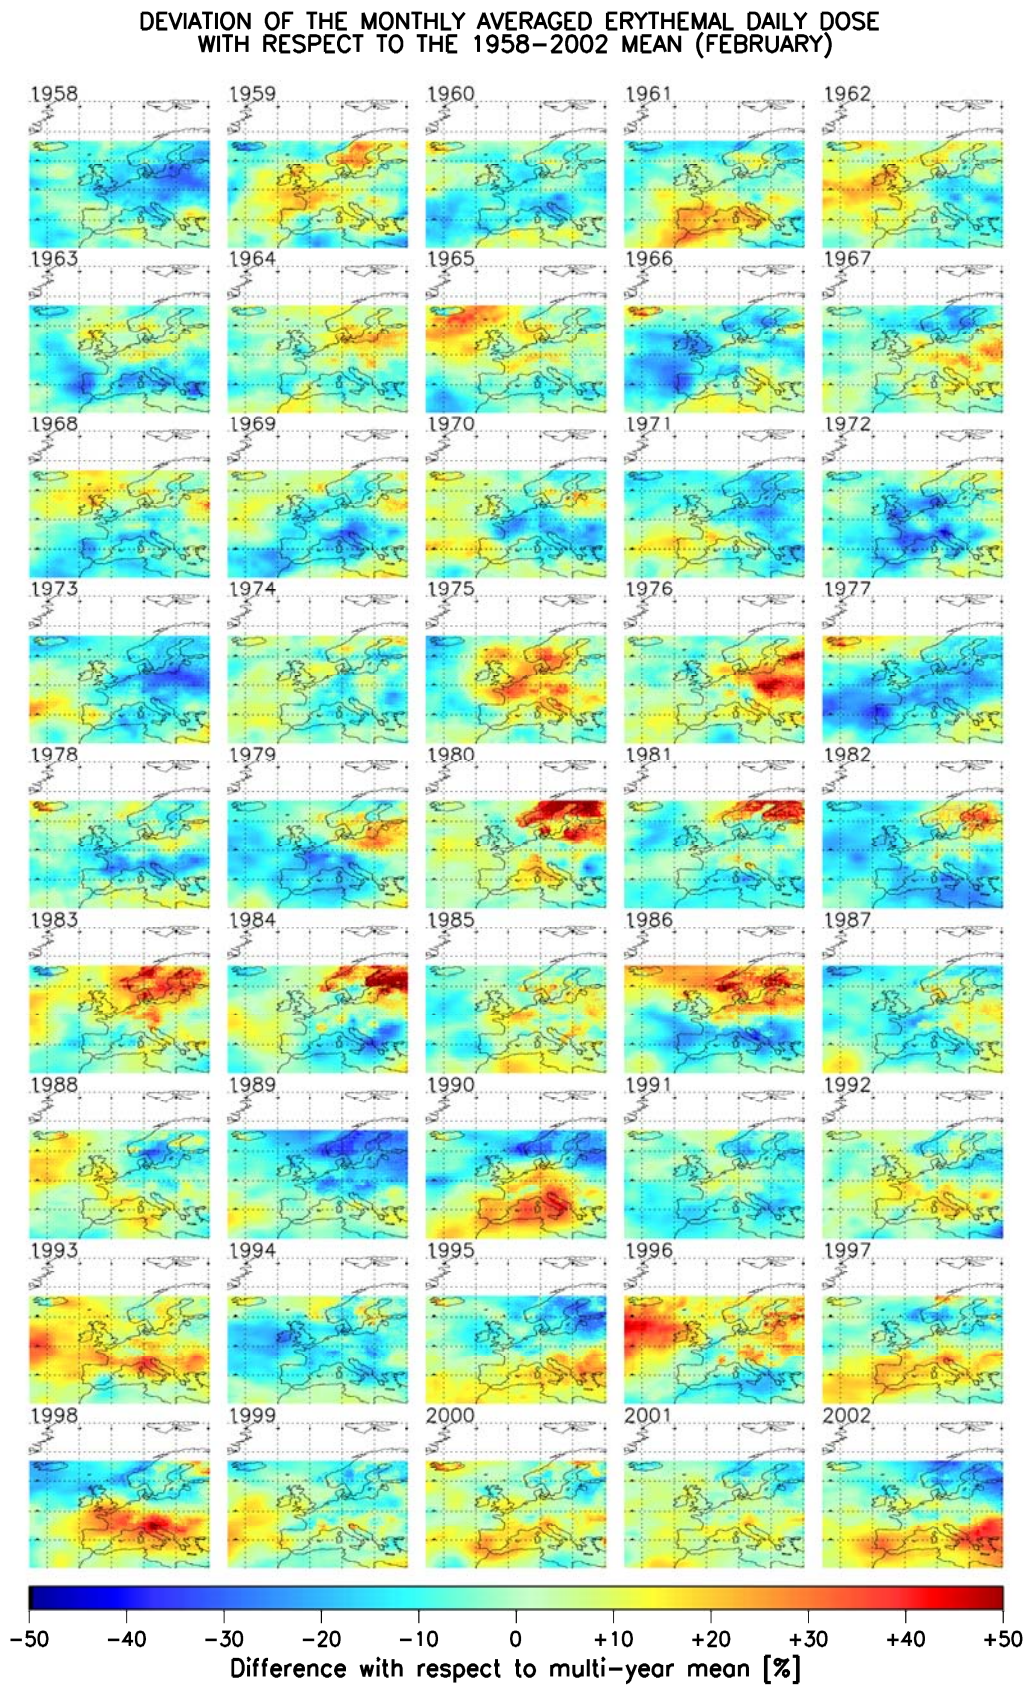 DEVIATION OF THE MONTHLY AVERAGED ERYTHEMAL DAILY DOSE
WITH RESPECT TO THE 1958-2002 MEAN (FEBRUARY)
1958 1959 1960 1961 1962
1963 1964 1965 1966 1967
1968 1969 1970 1971 1972
1973 1974 1975 1976 1977
1978 1979 1980 1981 1982
1983 1984 1985 1986 1987
1988 1989 1990 1991 1992
1993 1994 1995 1996 1997
1998 1999 2000 2001 2002
-50 -40 -30 -20 -10 0 +10 +20 +30 +40 +50
Difference with respect to multi-year mean [%]